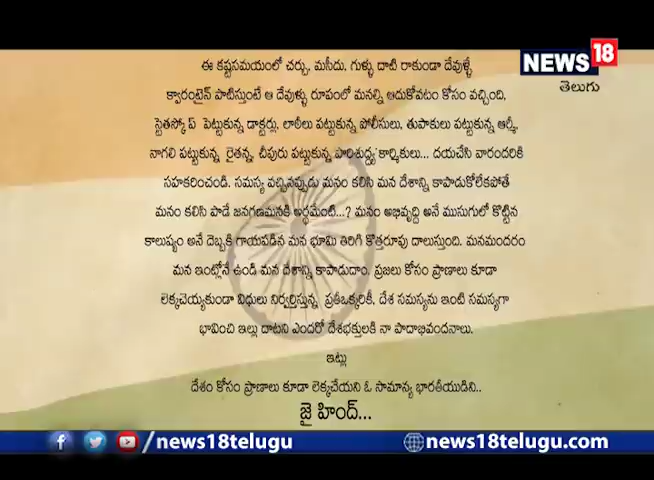 NEWS 18
తెలుగు
ఈ కష్టసమయంలో చర్చి, మసీదు, గుళ్ళు దాటి రాకుండా దేవుళ్ళే
క్వారంటైన్ పాటిస్తుంటే ఆ దేవుళ్ళు రూపంలో మనల్ని ఆదుకోవటం కోసం వచ్చింది,
స్టెతస్కోప్ పెట్టుకున్న డాక్టర్లు, లాఠీలు పట్టుకున్న పోలీసులు, తుపాకులు పట్టుకున్న ఆర్మీ,
నాగలి పట్టుకున్న రైతన్న, చీపురు పట్టుకున్న పారిశుద్ధ్య కార్మికులు... దయచేసి వారందరికి
సహకరించండి. సమస్య వచ్చినప్పుడు మనం కలిసి మన దేశాన్ని కాపాడుకోలేకపోతే
మనం కలిసి పాడే జనగణమనకి అర్థమేంటి...? మనం అభివృద్ది అనే ముసుగులో కొట్టిన
కాలుష్యం అనే దెబ్బకి గాయపడిన మన భూమి తిరిగి కొత్తరూపు దాలుస్తుంది. మనమందరం
మన ఇంట్లోనే ఉండి మన దేశాన్ని కాపాడుదాం. ప్రజలు కోసం ప్రాణాలు కూడా
లెక్కచెయ్యకుండా విధులు నిర్వర్తిస్తున్న ప్రతీఒక్కరికీ, దేశ సమస్యను ఇంటి సమస్యగా
భావించి ఇల్లు దాటని ఎందరో దేశభక్తులకి నా పాదాభివందనాలు.
ఇట్లు
దేశం కోసం ప్రాణాలు కూడా లెక్కచేయని ఓ సామాన్య భారతీయుడిని..
జై హింద్...
/news18telugu
news18telugu.com